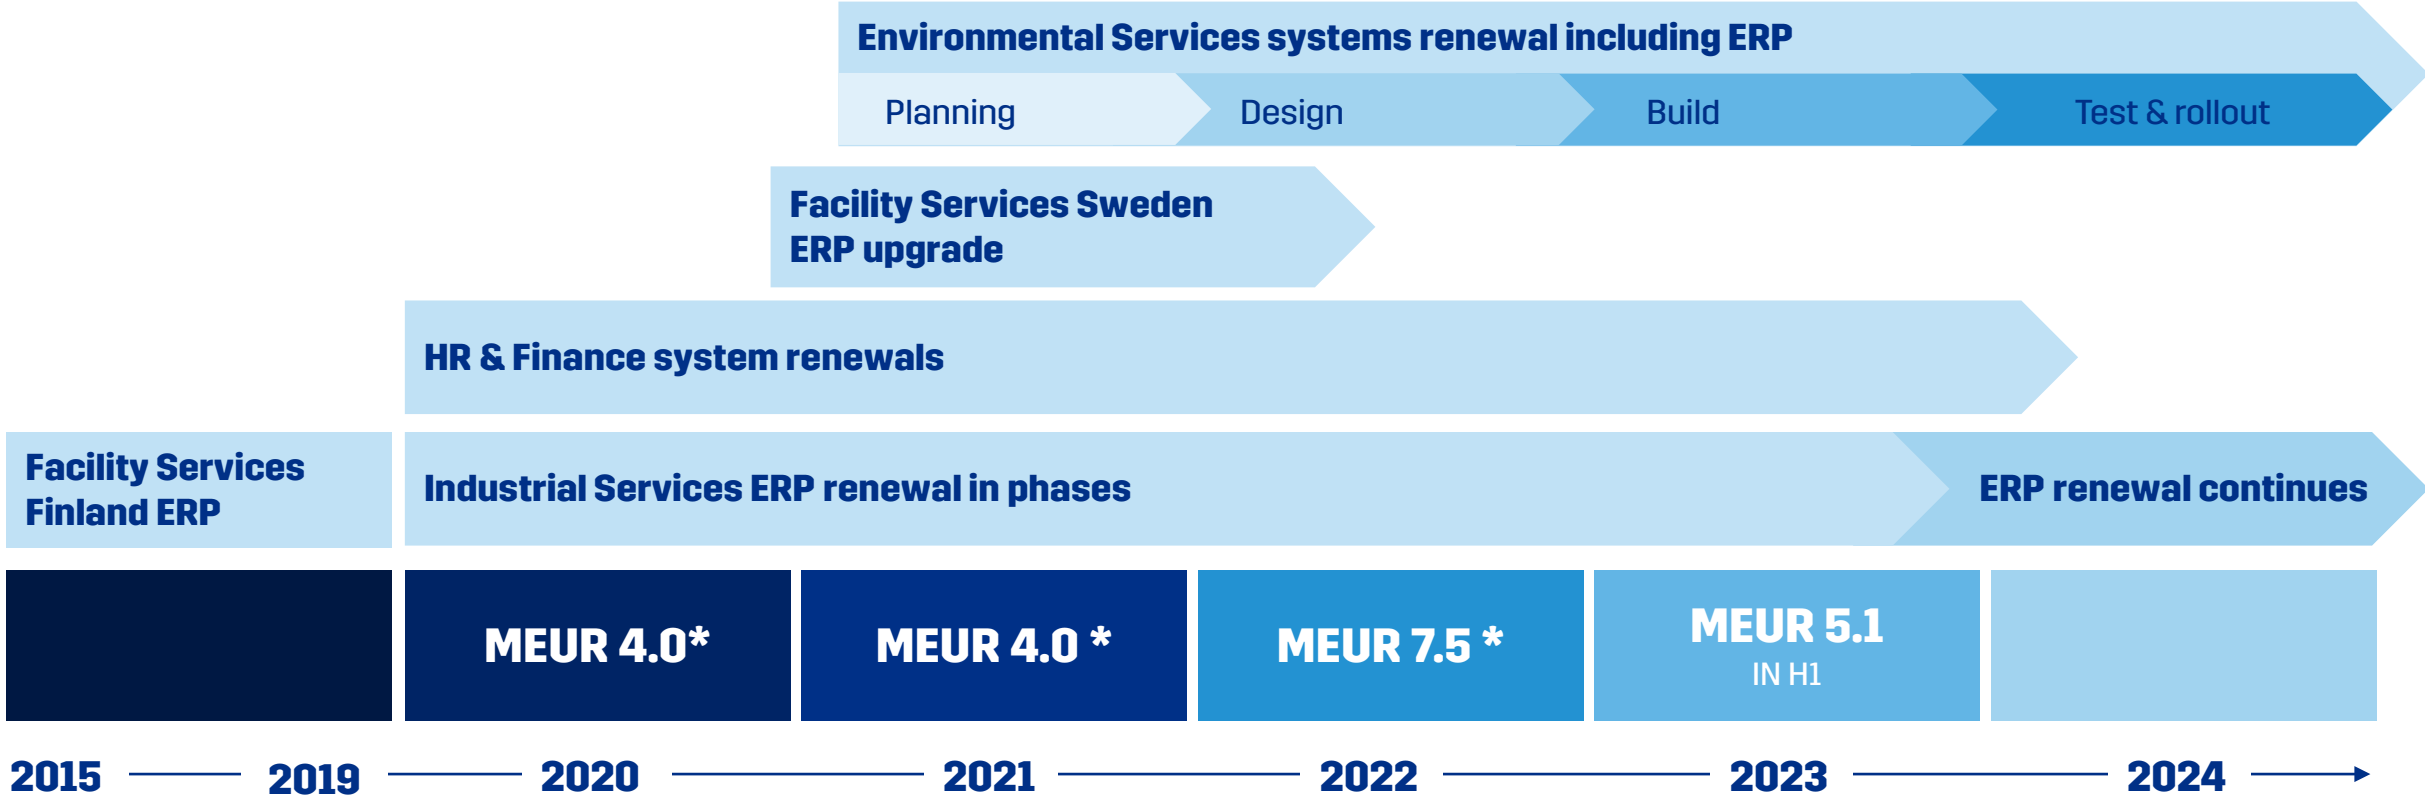 Environmental Services systems renewal including ERP
Planning
Design
Build
Test & rollout
Facility Services Sweden
ERP upgrade
HR & Finance system renewals
Facility Services
Finland ERP
Industrial Services ERP renewal in phases
ERP renewal continues
MEUR 4.0*
MEUR 4.0 *
MEUR 7.5 *
MEUR 5.1
IN H1
2015
2019
2020
2021
2022
2023
2024